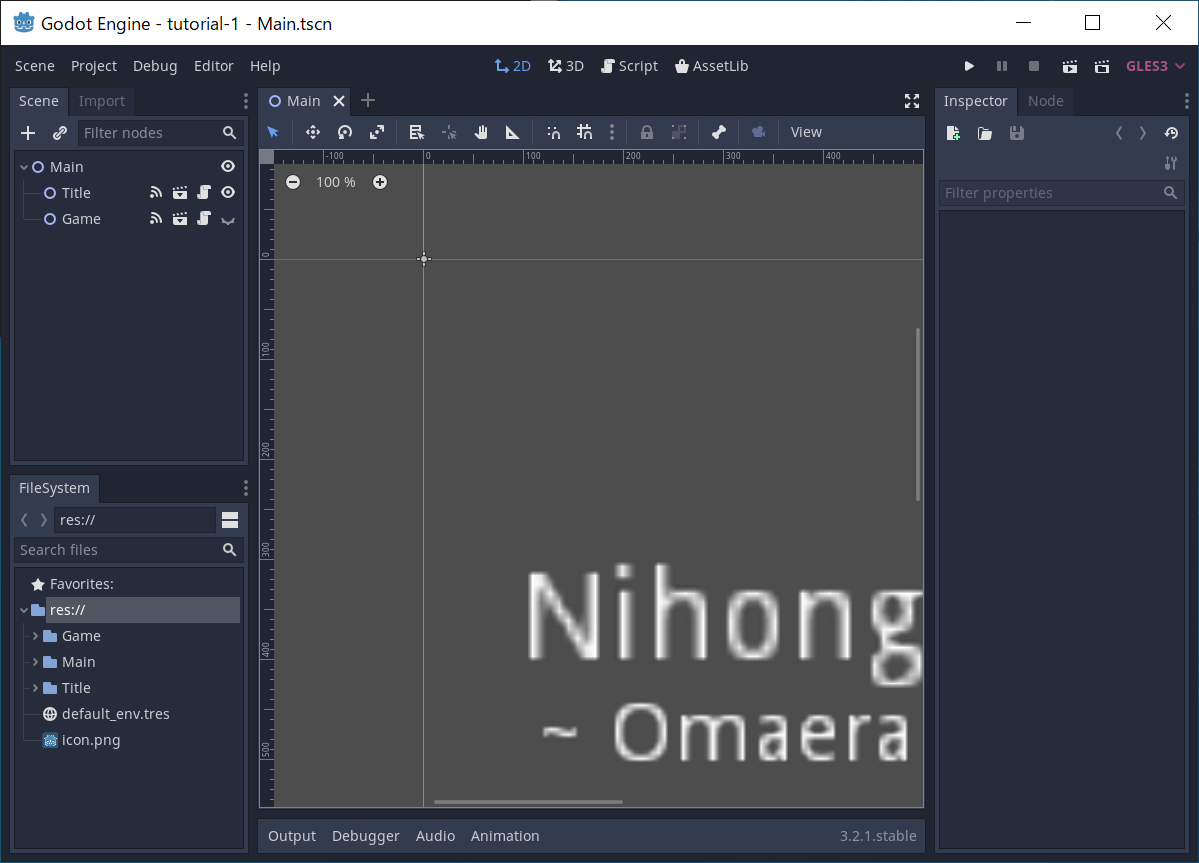 Godot Engine - tutorial-1 - Main.tscn
Scene Project Debug Editor Help 2D 3D Script AssetLib GLES3
Scene Import
Filter nodes
Main
Title
Game
Main
View
-100 0 100 200 300 400
100 %
0
100
200
300
400
500
Nihong
~ Omaera
Inspector Node
Filter properties
FileSystem
res://
Search files
Favorites:
res://
Game
Main
Title
default_env.tres
icon.png
Output Debugger Audio Animation 3.2.1.stable